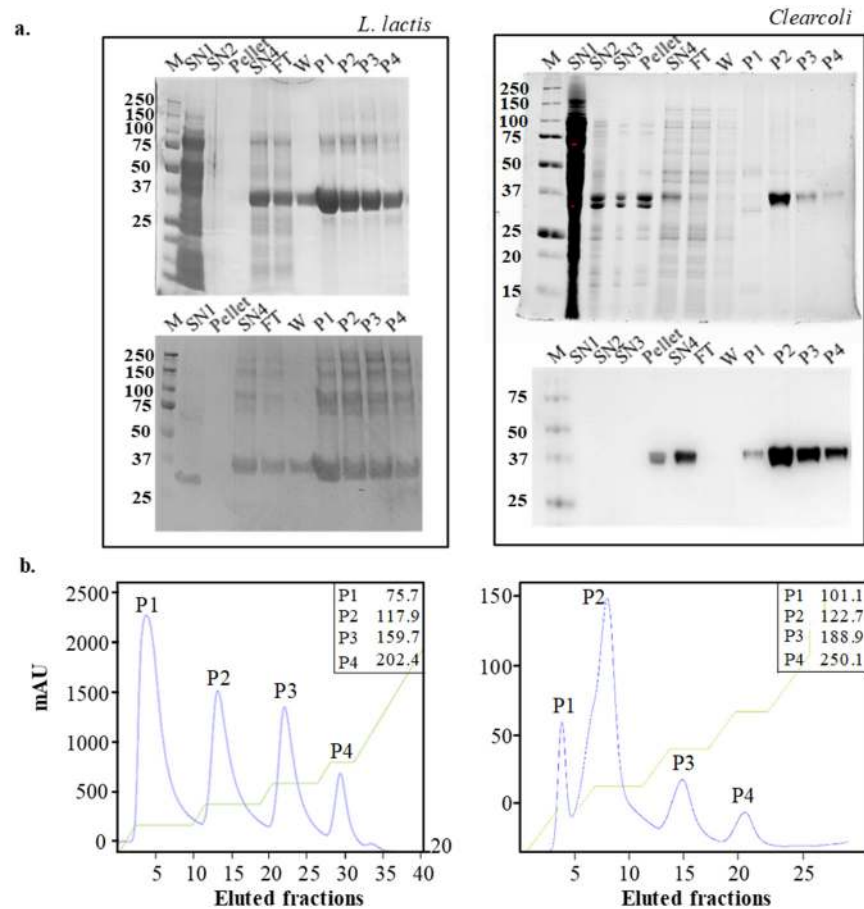 a.
L. lactis
M SN1 SN2 Pellet SN4 FT W P1 P2 P3 P4
250
150
100
75
50
37
25
M SN1 Pellet SN4 FT W P1 P2 P3 P4
250
150
100
75
50
37
25
Clearcoli
M SN1 SN2 SN3 Pellet SN4 FT W P1 P2 P3 P4
250
150
100
75
50
37
25
20
15
M SN1 SN2 SN3 Pellet SN4 FT W P1 P2 P3 P4
75
50
37
25
b.
mAU
2500
2000
1500
1000
500
0
P1
P2
P3
P4
P1 75.7
P2 117.9
P3 159.7
P4 202.4
20
5 10 15 20 25 30 35 40
Eluted fractions
150
100
50
0
P1
P2
P3
P4
P1 101.1
P2 122.7
P3 188.9
P4 250.1
5 10 15 20 25
Eluted fractions